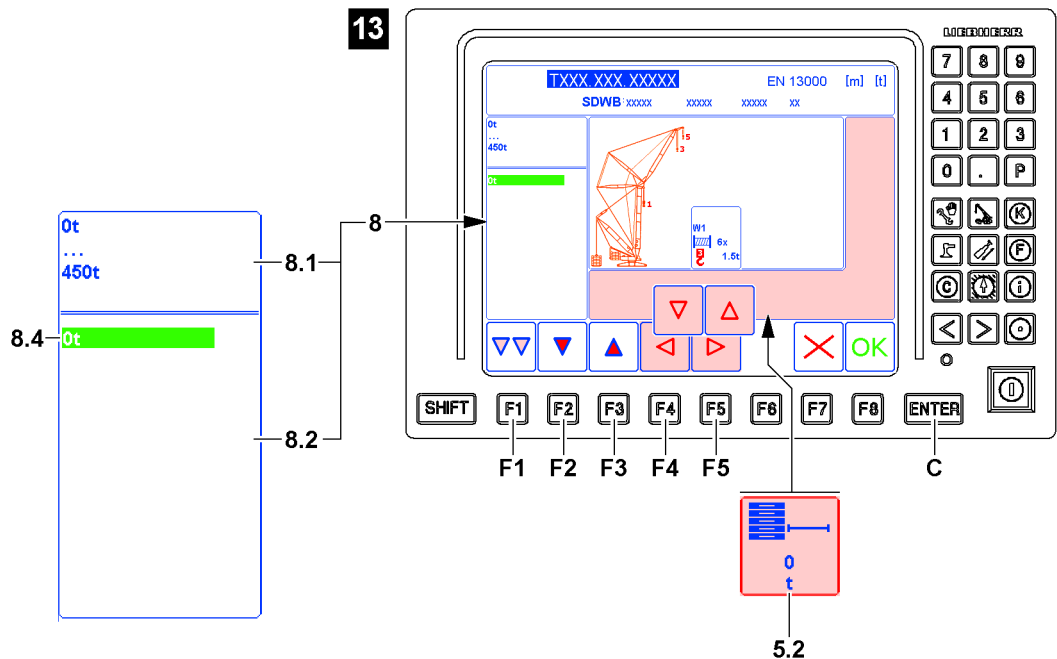 13
LIEBHERR
TXXX. XXX. XXXXX
EN 13000 [m] [t]
SDWB xxxxx xxxxx xxxxx xx
0t
...
450t
0t
5
3
1
W1
6x
1.5t
OK
7 8 9
4 5 6
1 2 3
0 . P
K
F
C i
< >
SHIFT F1 F2 F3 F4 F5 F6 F7 F8 ENTER
F1 F2 F3 F4 F5 C
0t
...
450t
0t
8.1
8
8.4
8.2
0
t
5.2